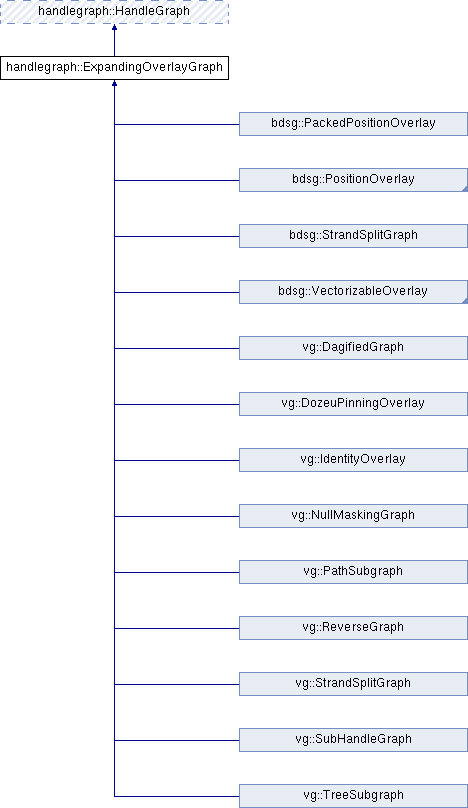 handlegraph::HandleGraph
handlegraph::ExpandingOverlayGraph
bdsg::PackedPositionOverlay
bdsg::PositionOverlay
bdsg::StrandSplitGraph
bdsg::VectorizableOverlay
vg::DagifiedGraph
vg::DozeuPinningOverlay
vg::IdentityOverlay
vg::NullMaskingGraph
vg::PathSubgraph
vg::ReverseGraph
vg::StrandSplitGraph
vg::SubHandleGraph
vg::TreeSubgraph